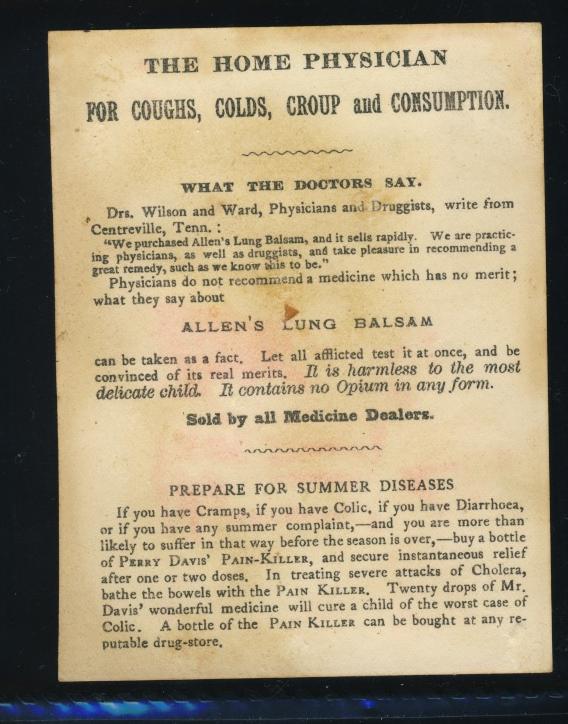 THE HOME PHYSICIAN
FOR COUGHS, COLDS, CROUP and CONSUMPTION.
WHAT THE DOCTORS SAY.
Drs. Wilson and Ward, Physicians and Druggists, write from
Centreville, Tenn. :
"We purchased Allen's Lung Balsam, and it sells rapidly. We are practic-
ing physicians, as well as druggists, and take pleasure in recommending a
great remedy, such as we know this to be."
Physicians do not recommend a medicine which has no merit;
what they say about
ALLEN'S LUNG BALSAM
can be taken as a fact. Let all afflicted test it at once, and be
convinced of its real merits. It is harmless to the most
delicate child. It contains no Opium in any form.
Sold by all Medicine Dealers.
PREPARE FOR SUMMER DISEASES
If you have Cramps, if you have Colic, if you have Diarrhoea,
or if you have any summer complaint,—and you are more than
likely to suffer in that way before the season is over,—buy a bottle
of PERRY DAVIS' PAIN-KILLER, and secure instantaneous relief
after one or two doses. In treating severe attacks of Cholera,
bathe the bowels with the PAIN KILLER. Twenty drops of Mr.
Davis' wonderful medicine will cure a child of the worst case of
Colic. A bottle of the PAIN KILLER can be bought at any re-
putable drug-store.